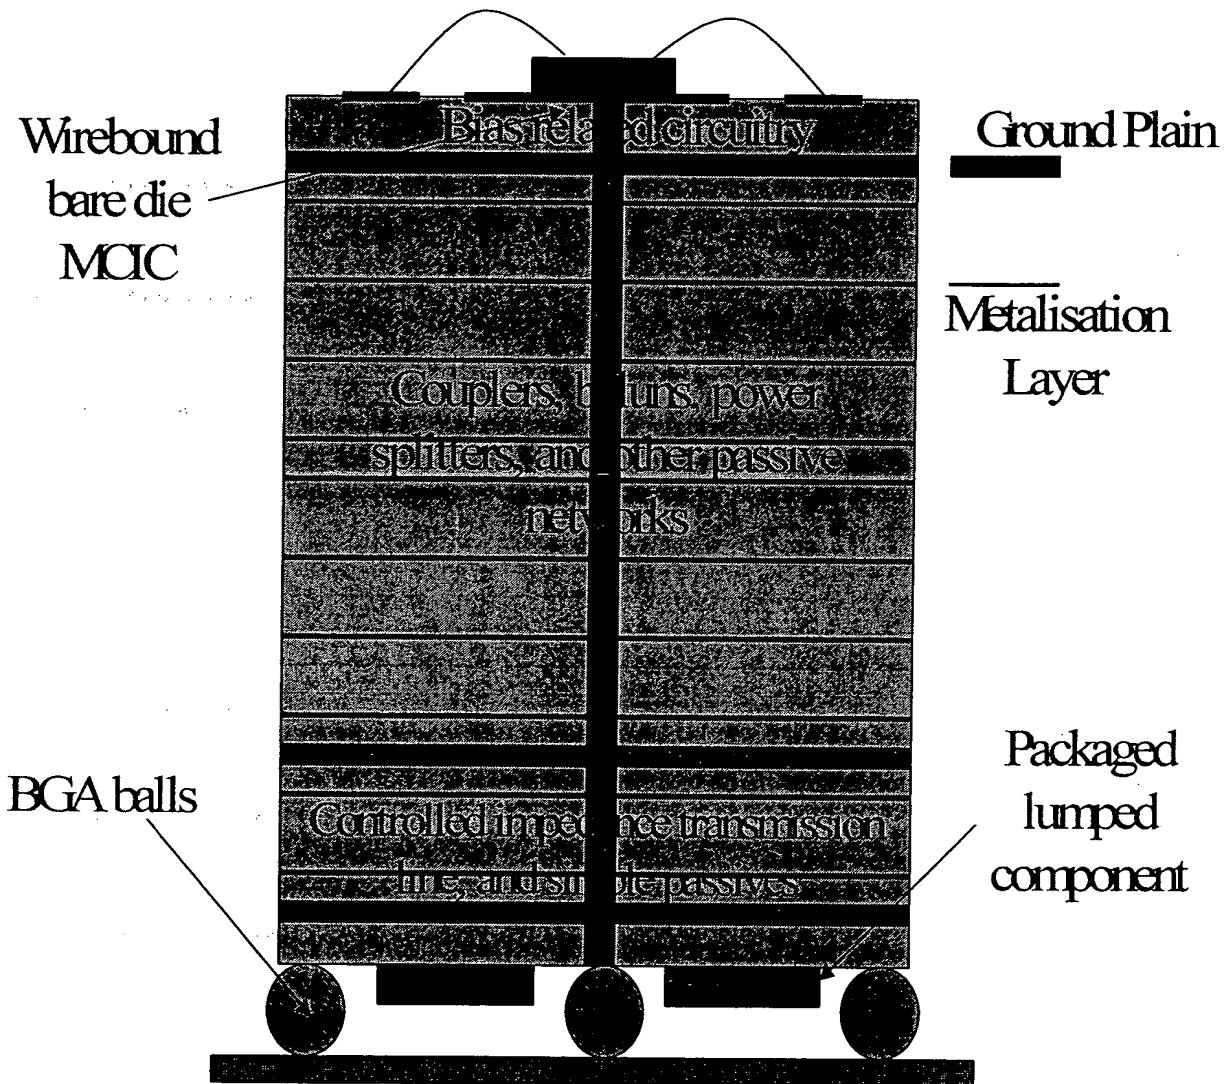 Bias related circuitry
Wirebound
bare die
MCIC
Ground Plain
Metalisation
Layer
Couplers, baluns, power
splitters, and other passive
networks
BGA balls
Packaged
lumped
component
Controlled impedance transmission
line, and simple passives